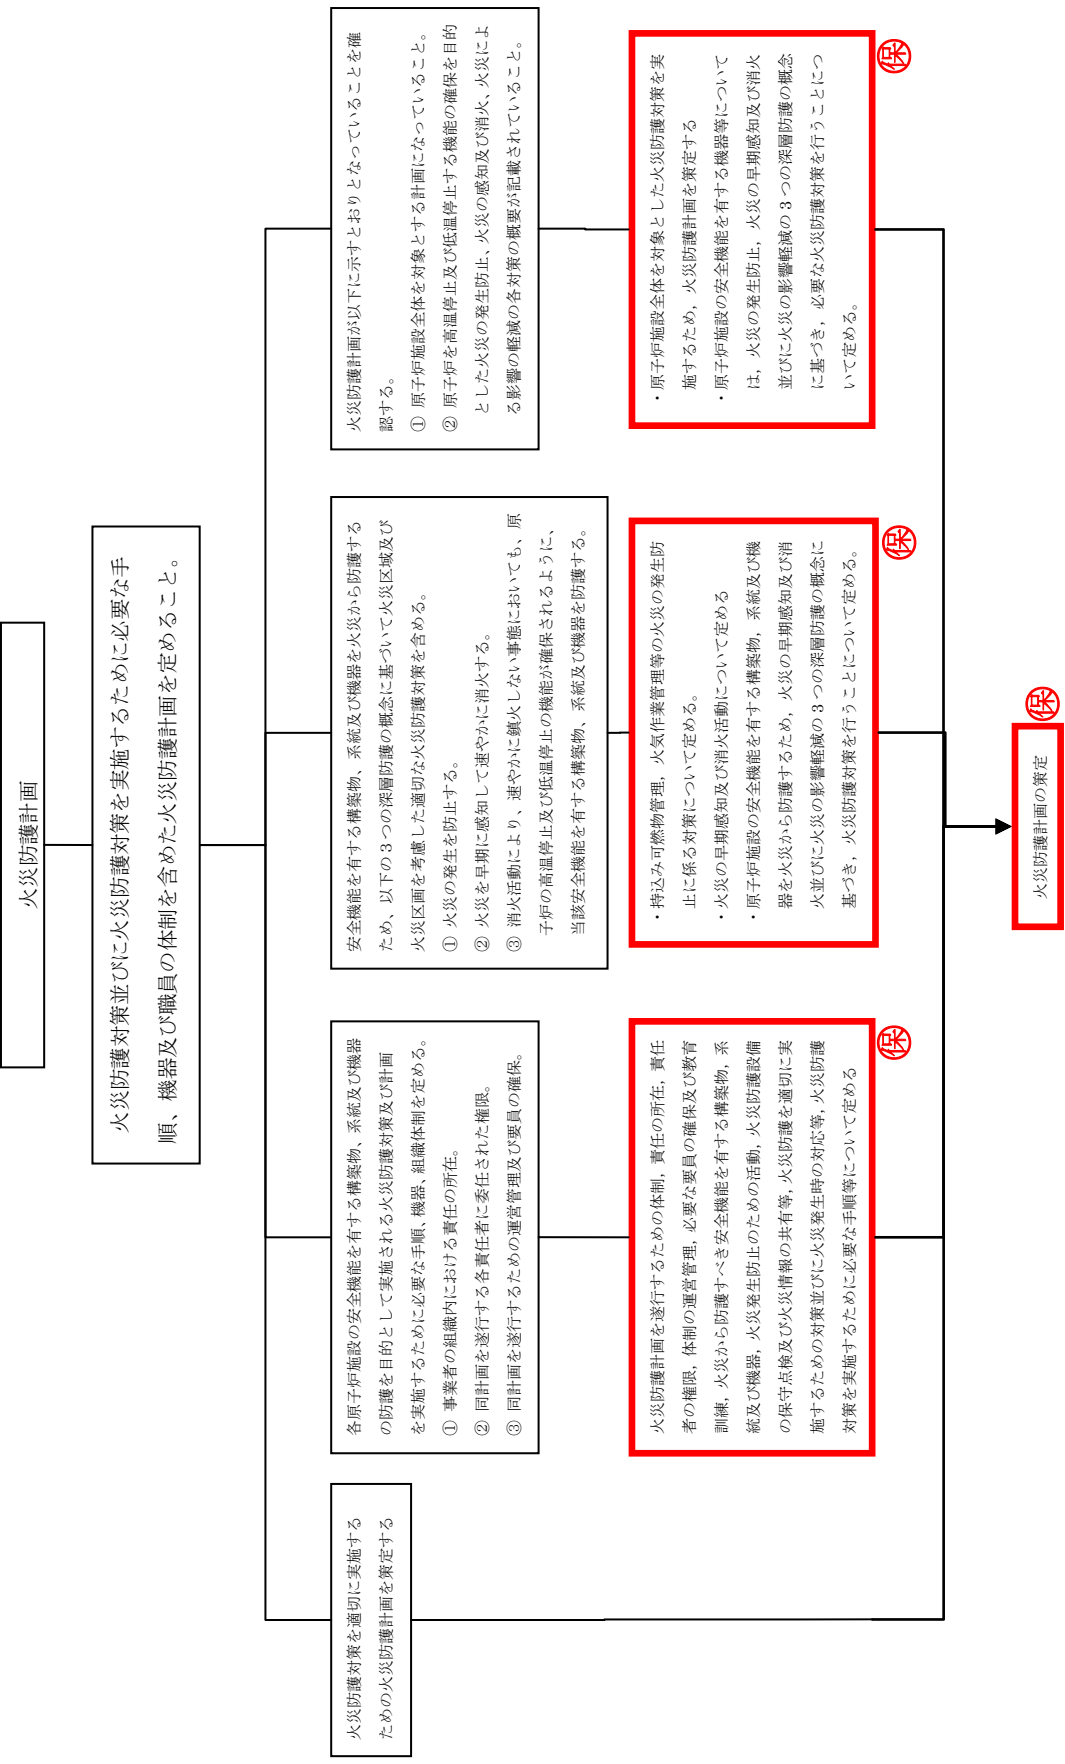 火災防護計画
火災防護対策並びに火災防護対策を実施するために必要な手
順、機器及び職員の体制を含めた火災防護計画を定めること。
火災防護対策を適切に実施する
ための火災防護計画を策定する
各原子炉施設の安全機能を有する構築物、系統及び機器
の防護を目的として実施される火災防護対策及び計画
を実施するために必要な手順、機器、組織体制を定める。
① 事業者の組織内における責任の所在。
② 同計画を遂行する各責任者に委任された権限。
③ 同計画を遂行するための運営管理及び要員の確保。
安全機能を有する構築物、系統及び機器を火災から防護する
ため、以下の3つの深層防護の概念に基づいて火災区域及び
火災区画を考慮した適切な火災防護対策を含める。
① 火災の発生を防止する。
② 火災を早期に感知して速やかに消火する。
③ 消火活動により、速やかに鎮火しない事態においても、原
子炉の高温停止及び低温停止の機能が確保されるように、
当該安全機能を有する構築物、系統及び機器を防護する。
火災防護計画が以下に示すとおりとなっていることを確
認する。
① 原子炉施設全体を対象とする計画になっていること。
② 原子炉を高温停止及び低温停止する機能の確保を目的
とした火災の発生防止、火災の感知及び消火、火災によ
る影響の軽減の各対策の概要が記載されていること。
火災防護計画を遂行するための体制，責任の所在，責任
者の権限，体制の運営管理，必要な要員の確保及び教育
訓練，火災から防護すべき安全機能を有する構築物，系
統及び機器，火災発生防止のための活動，火災防護設備
の保守点検及び火災情報の共有等，火災防護を適切に実
施するための対策並びに火災発生時の対応等，火災防護
対策を実施するために必要な手順等について定める
保
・持込み可燃物管理，火気作業管理等の火災の発生防
止に係る対策について定める。
・火災の早期感知及び消火活動について定める
・原子炉施設の安全機能を有する構築物，系統及び機
器を火災から防護するため，火災の早期感知及び消
火並びに火災の影響軽減の3つの深層防護の概念に
基づき，火災防護対策を行うことについて定める。
保
・原子炉施設全体を対象とした火災防護対策を実
施するため，火災防護計画を策定する
・原子炉施設の安全機能を有する機器等について
は，火災の発生防止，火災の早期感知及び消火
並びに火災の影響軽減の3つの深層防護の概念
に基づき，必要な火災防護対策を行うことにつ
いて定める。
保
火災防護計画の策定
保